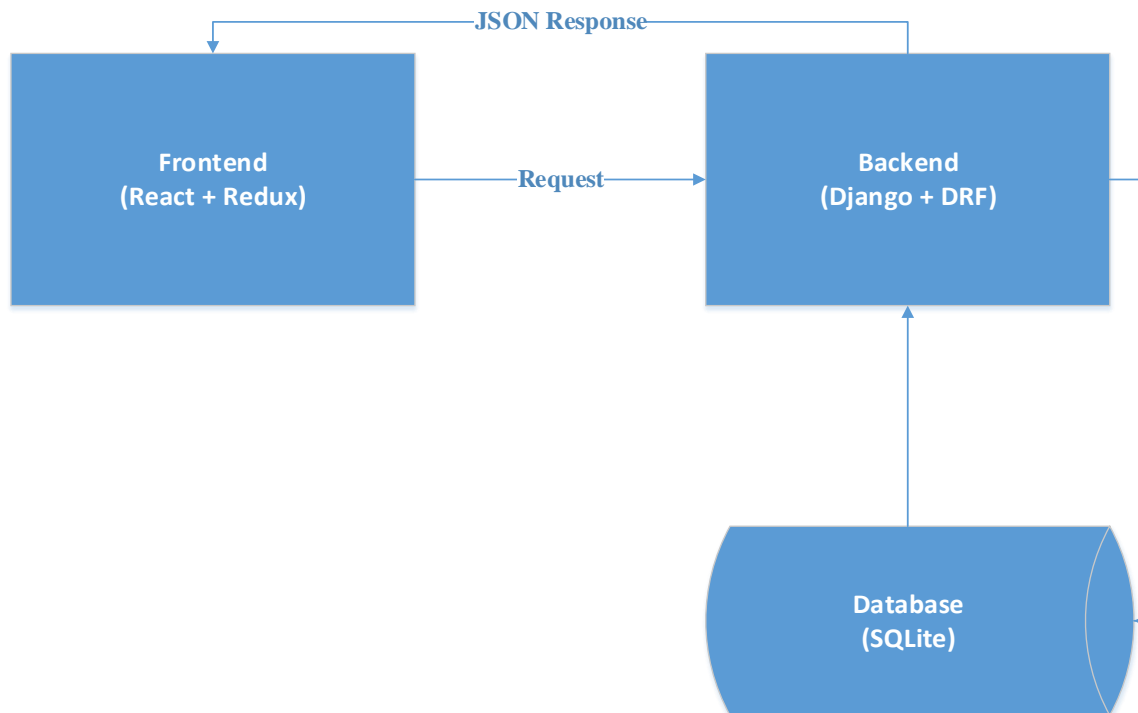 JSON Response
Frontend
(React + Redux)
Request
Backend
(Django + DRF)
Database
(SQLite)